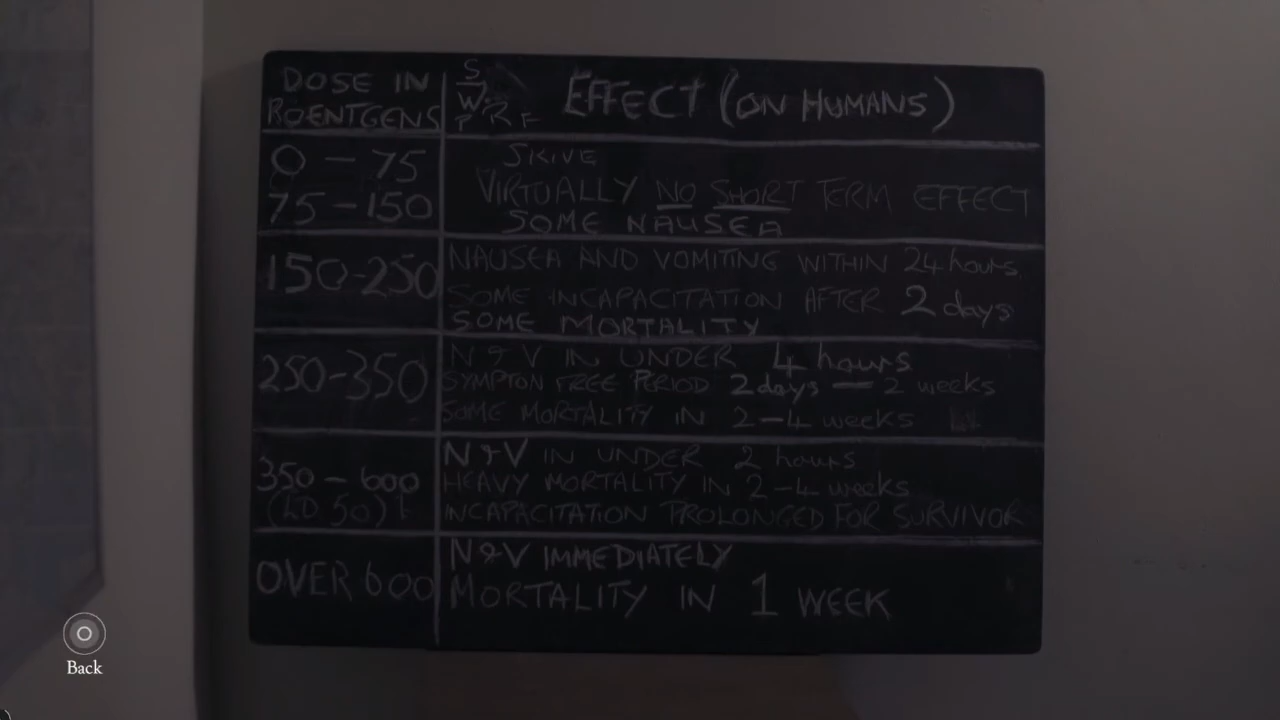 DOSE IN
ROENTGENS
S
W
EFFECT (ON HUMANS)
0 – 75
SKIVE
VIRTUALLY NO SHORT TERM EFFECT
75 – 150
SOME NAUSEA
150-250
NAUSEA AND VOMITING WITHIN 24 hours.
SOME INCAPACITATION AFTER 2 days
SOME MORTALITY
250-350
N & V IN UNDER 4 hours
SYMPTON FREE PERIOD 2 days — 2 weeks
SOME MORTALITY IN 2-4 weeks
350 – 600
(LD 50)
N & V IN UNDER 2 hours
HEAVY MORTALITY IN 2-4 weeks
INCAPACITATION PROLONGED FOR SURVIVOR
OVER 600
N & V IMMEDIATELY
MORTALITY IN 1 WEEK
Back